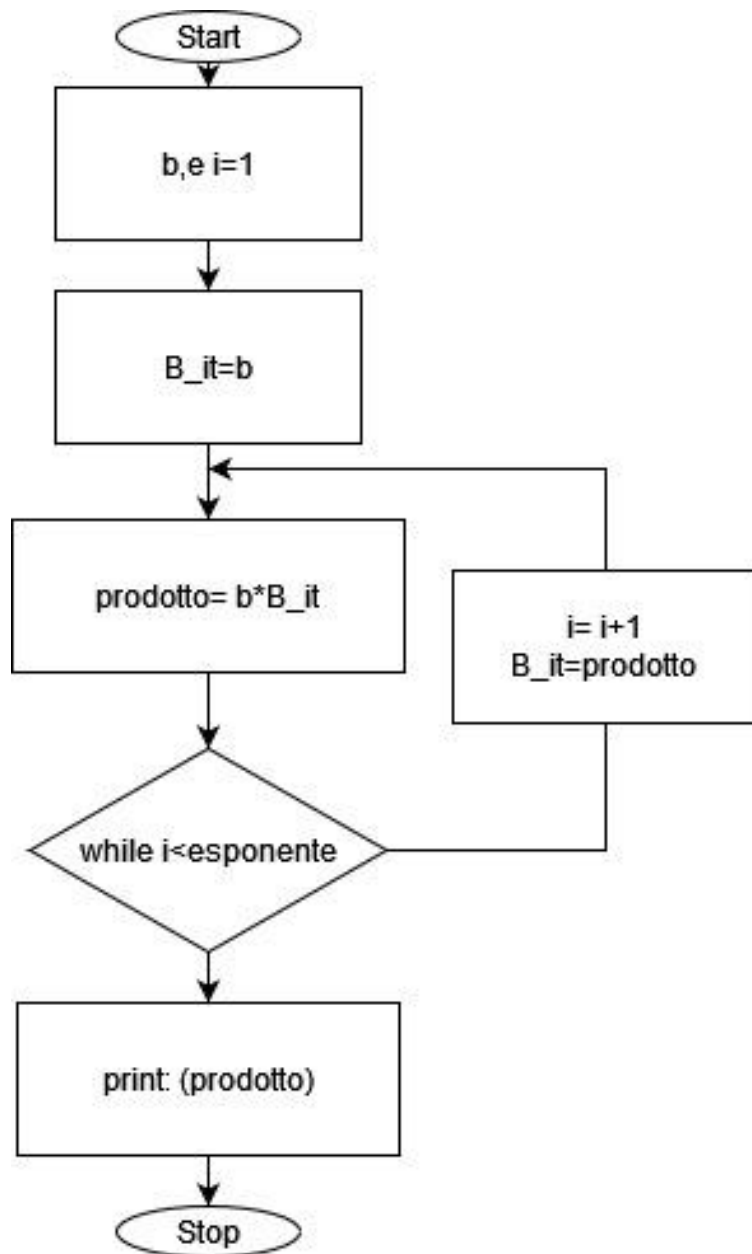 Start
b,e i=1
B_it=b
prodotto= b*B_it
i= i+1
B_it=prodotto
while i<esponente
print: (prodotto)
Stop